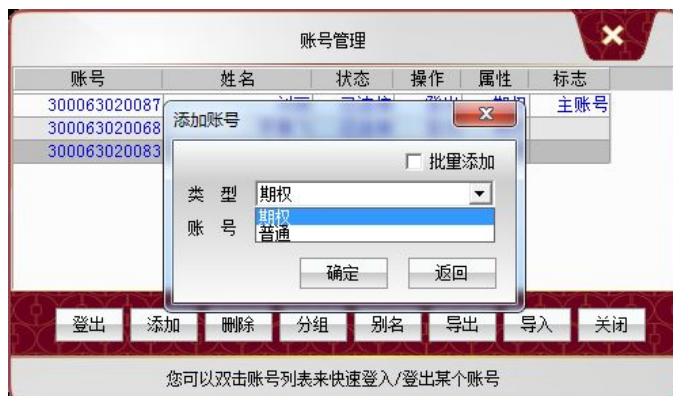 账号管理
账号 姓名 状态 操作 属性 标志
300063020087 主账号
300063020068
300063020083
添加账号
批量添加
类 型 期权
期权
账 号 普通
确定 返回
登出 添加 删除 分组 别名 导出 导入 关闭
您可以双击账号列表来快速登入/登出某个账号